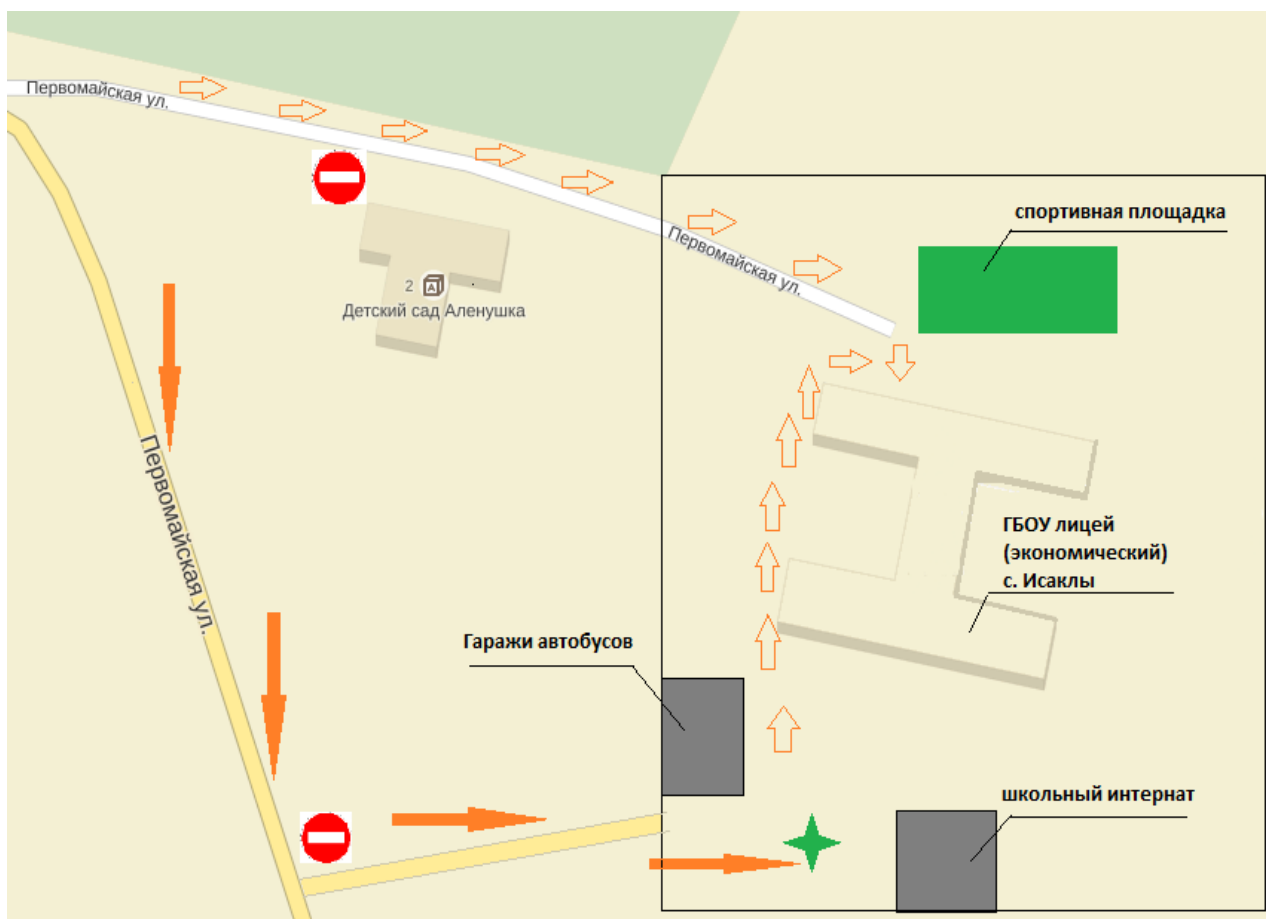 Первомайская ул.
спортивная площадка
Первомайская ул.
2
Детский сад Аленушка
Первомайская ул.
ГБОУ лицей
(экономический)
с. Исаклы
Гаражи автобусов
школьный интернат